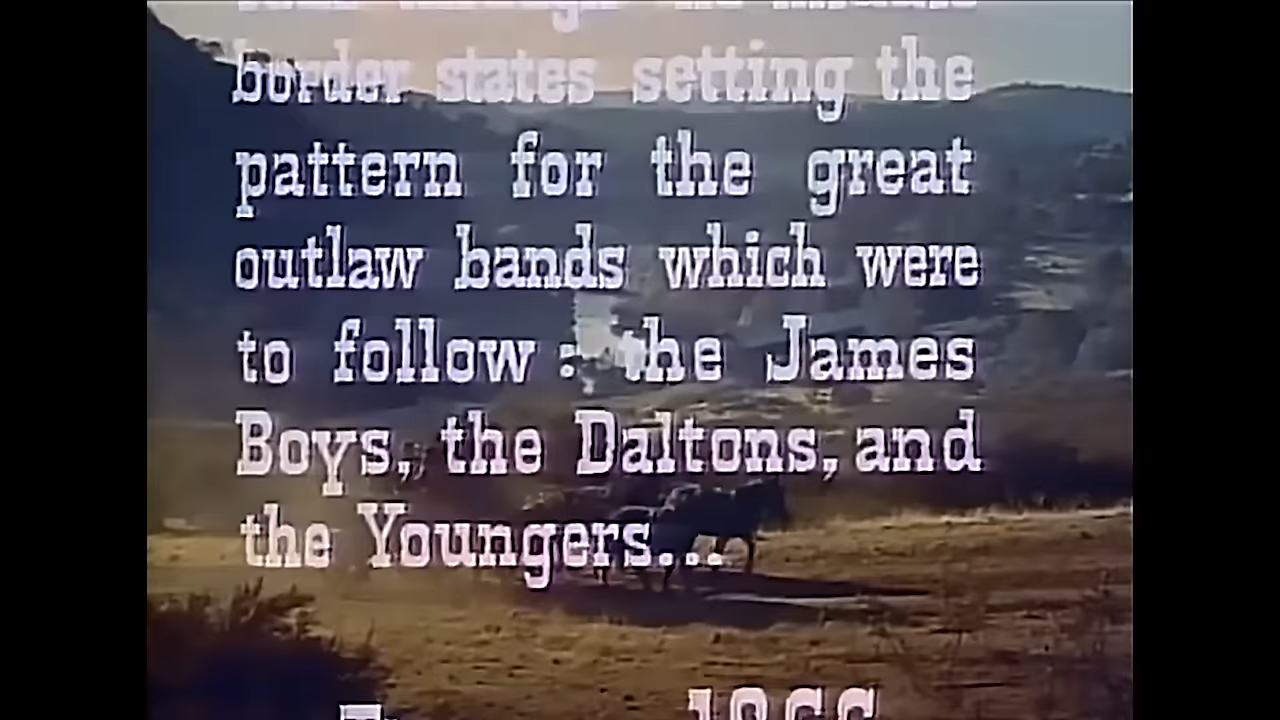 border states setting the
pattern for the great
outlaw bands which were
to follow : the James
Boys, the Daltons, and
the Youngers...
1866